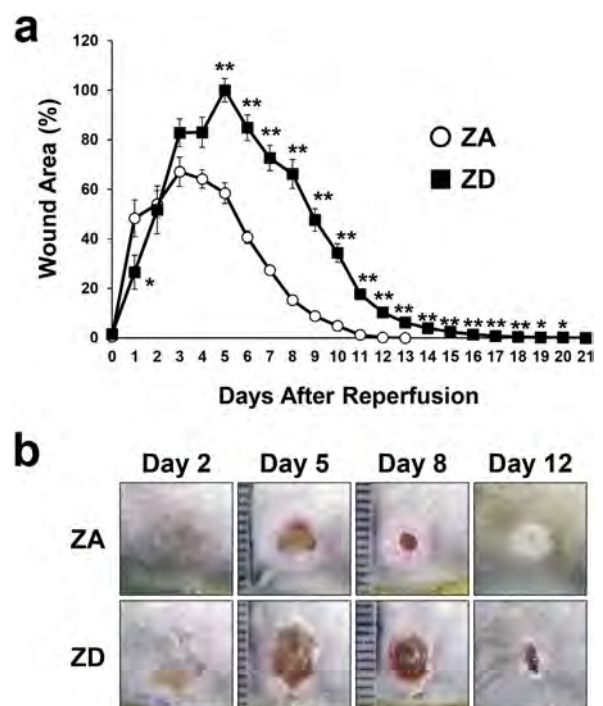 a
120
100
80
60
40
20
0
Wound Area (%)
** ** ** ** ** ** ** ** ** ** ** ** ** ** * *
*
ZA
ZD
0 1 2 3 4 5 6 7 8 9 10 11 12 13 14 15 16 17 18 19 20 21
Days After Reperfusion
b
Day 2 Day 5 Day 8 Day 12
ZA
ZD